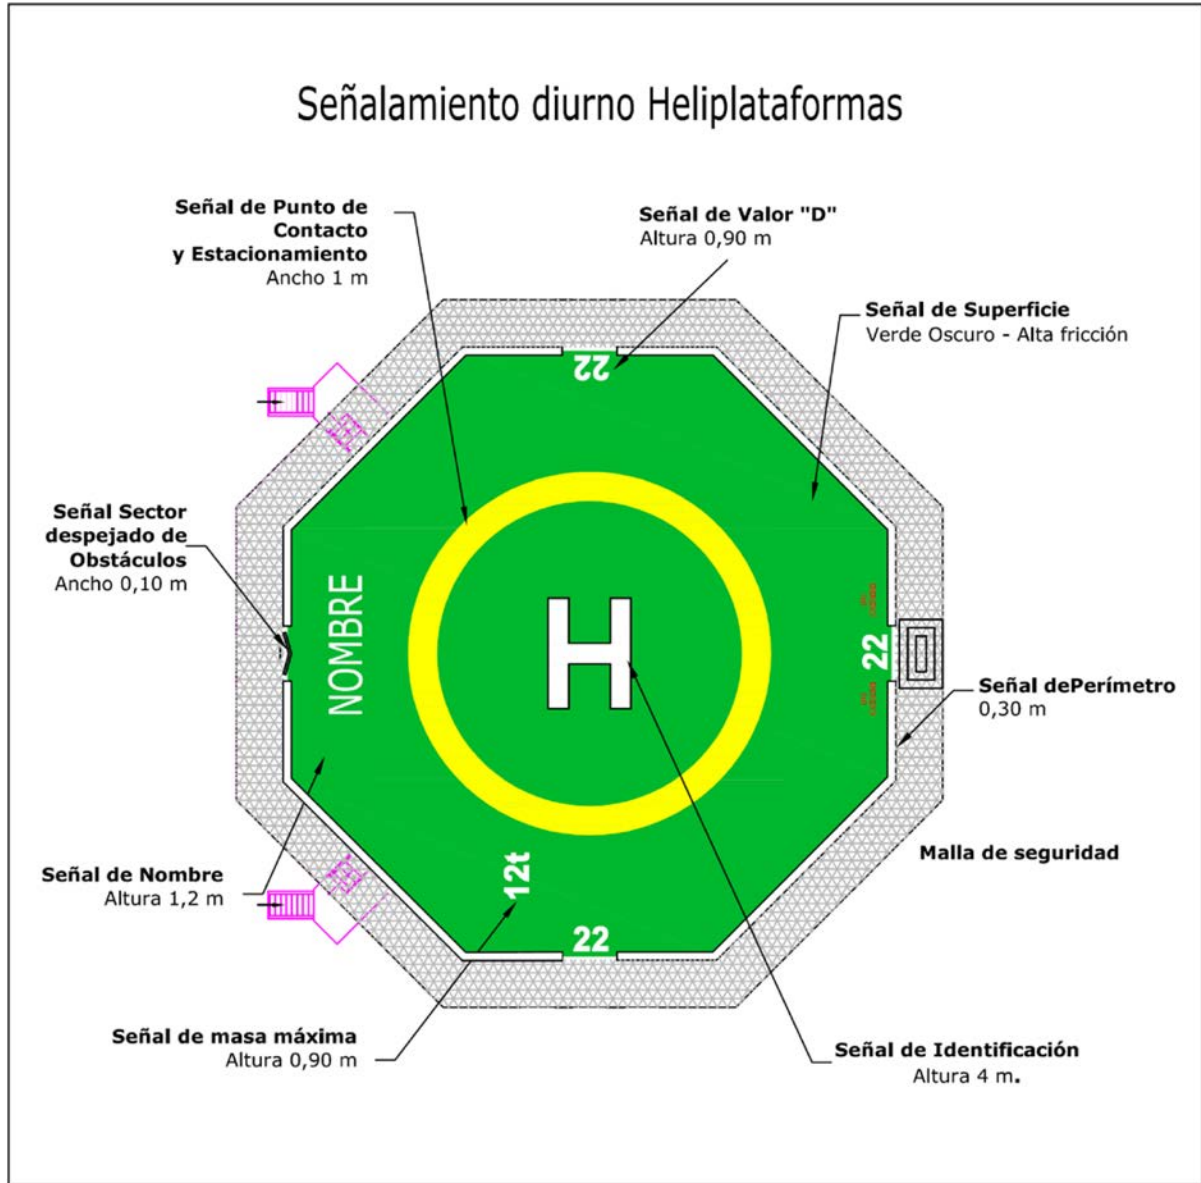 Señalamiento diurno Heliplataformas
Señal de Punto de
Contacto
y Estacionamiento
Ancho 1 m
Señal de Valor "D"
Altura 0,90 m
Señal de Superficie
Verde Oscuro - Alta fricción
22
Señal Sector
despejado de
Obstáculos
Ancho 0,10 m
NOMBRE
H
22
Señal dePerímetro
0,30 m
Malla de seguridad
Señal de Nombre
Altura 1,2 m
12t
22
Señal de masa máxima
Altura 0,90 m
Señal de Identificación
Altura 4 m.